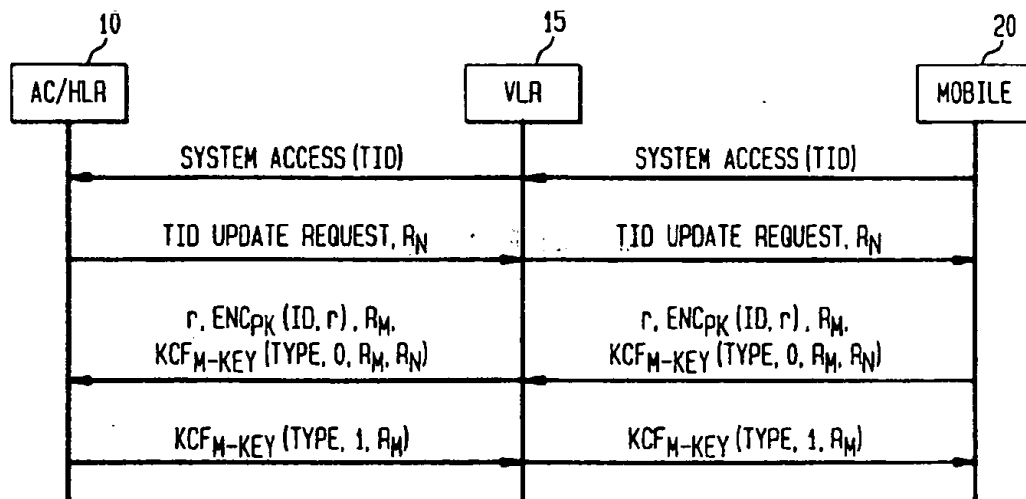 10
15
20
AC/HLR
VLR
MOBILE
SYSTEM ACCESS (TID)
SYSTEM ACCESS (TID)
TID UPDATE REQUEST, RN
TID UPDATE REQUEST, RN
r, ENCPK (ID, r), RM,
KCFM-KEY (TYPE, 0, RM, RN)
r, ENCPK (ID, r), RM,
KCFM-KEY (TYPE, 0, RM, RN)
KCFM-KEY (TYPE, 1, RM)
KCFM-KEY (TYPE, 1, RM)